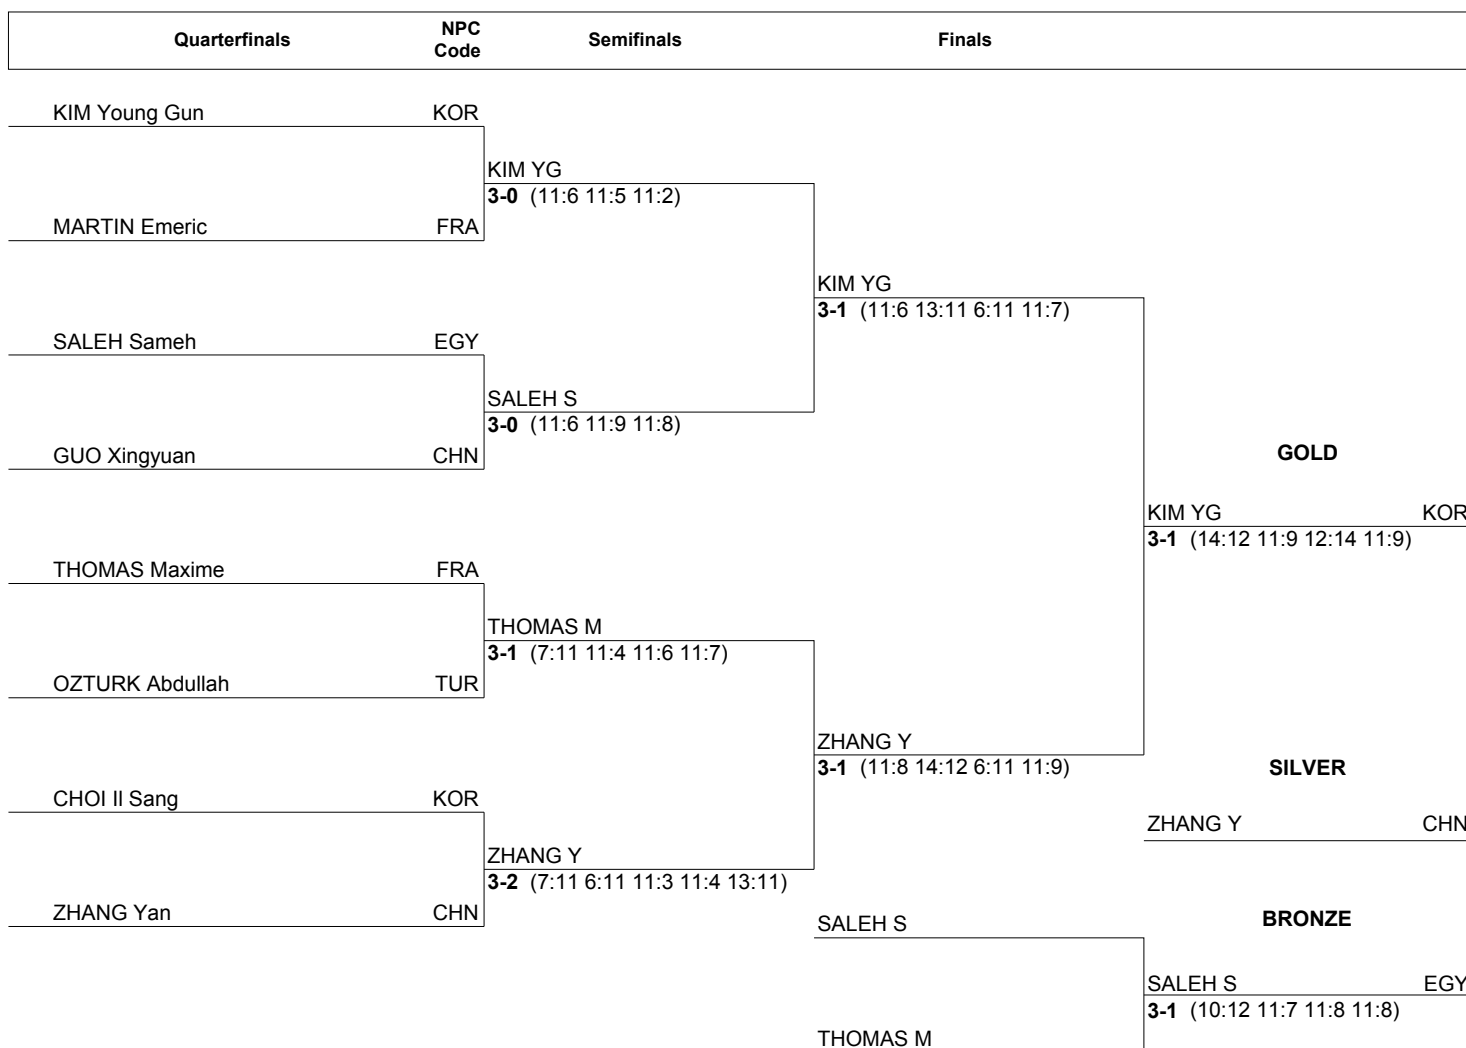 Quarterfinals NPC Code Semifinals Finals
KIM Young Gun KOR
KIM YG
3-0 (11:6 11:5 11:2)
MARTIN Emeric FRA
KIM YG
3-1 (11:6 13:11 6:11 11:7)
SALEH Sameh EGY
SALEH S
3-0 (11:6 11:9 11:8)
GUO Xingyuan CHN
GOLD
KIM YG KOR
3-1 (14:12 11:9 12:14 11:9)
THOMAS Maxime FRA
THOMAS M
3-1 (7:11 11:4 11:6 11:7)
OZTURK Abdullah TUR
ZHANG Y
3-1 (11:8 14:12 6:11 11:9)
SILVER
CHOI Il Sang KOR
ZHANG Y CHN
ZHANG Y
3-2 (7:11 6:11 11:3 11:4 13:11)
ZHANG Yan CHN
SALEH S
BRONZE
SALEH S EGY
3-1 (10:12 11:7 11:8 11:8)
THOMAS M